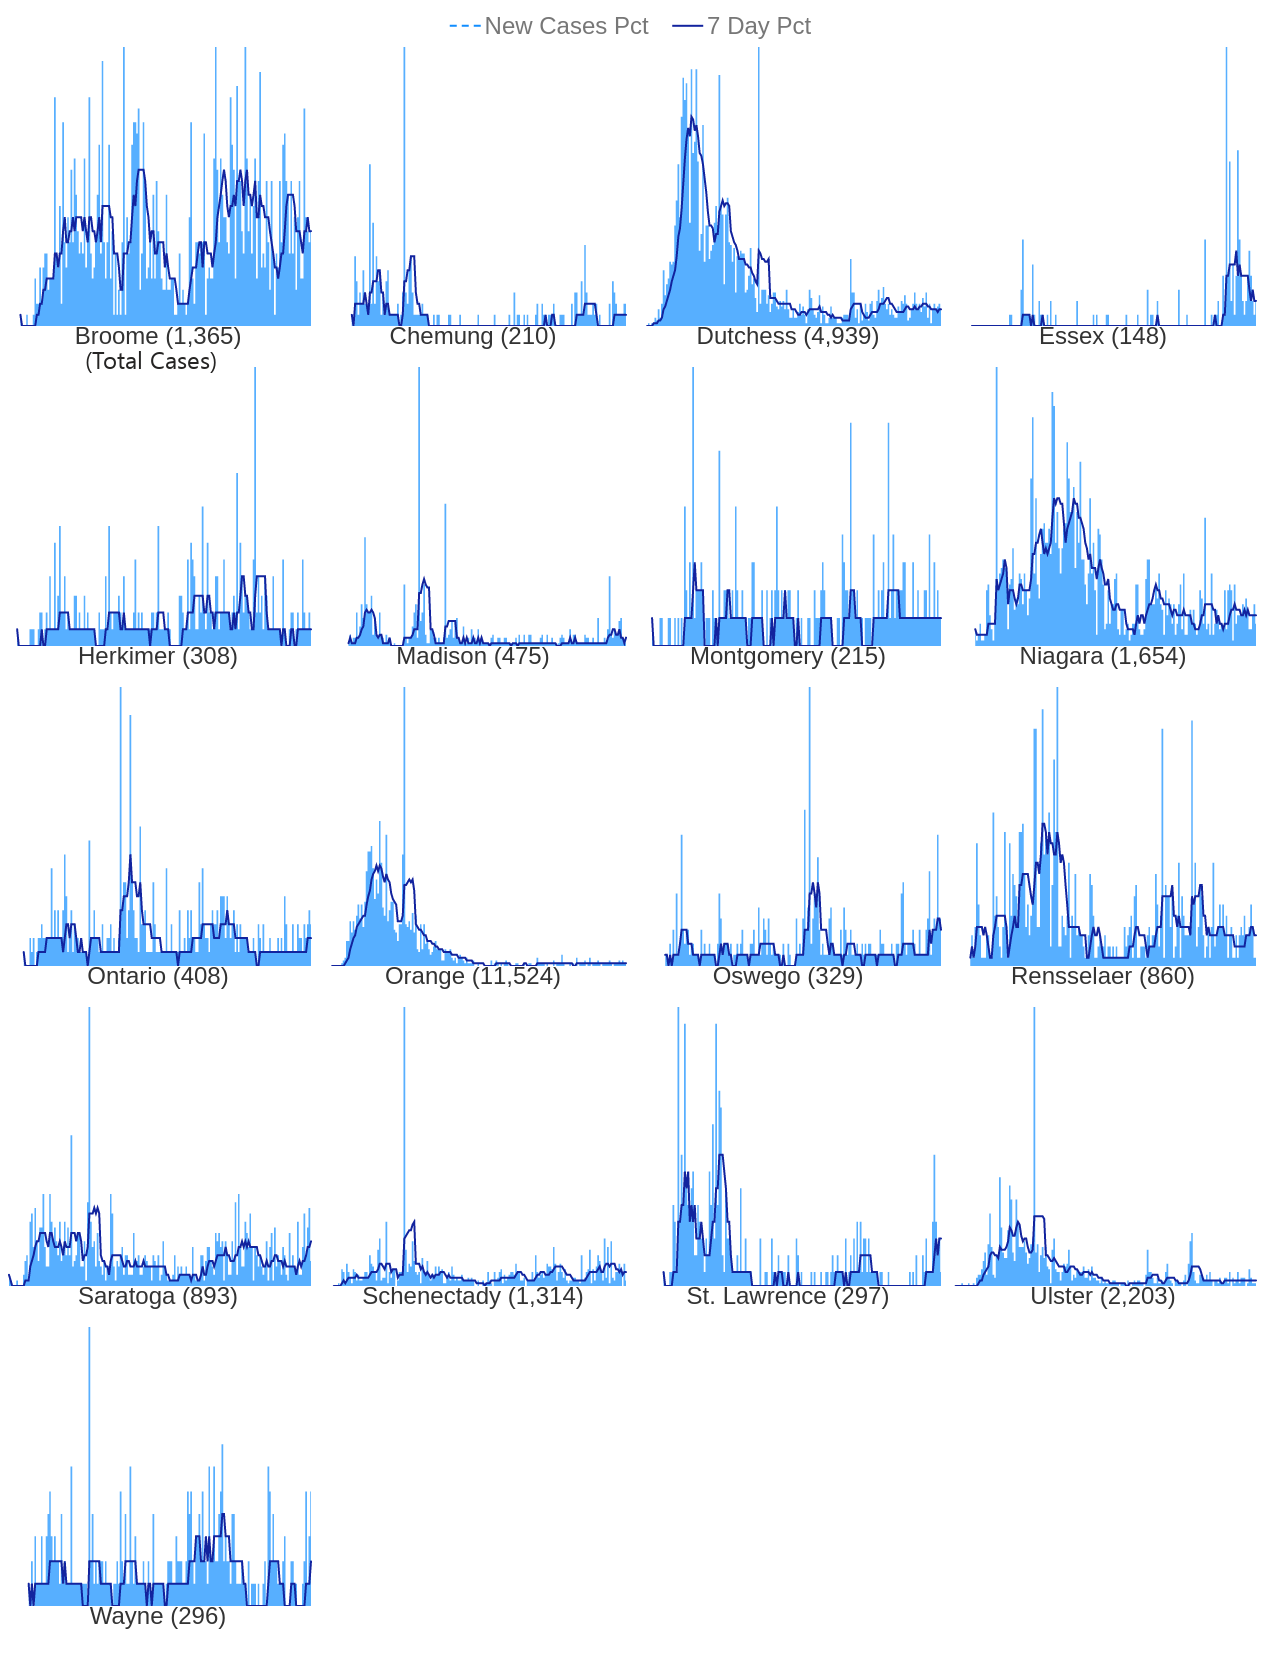 New Cases Pct 7 Day Pct
Broome (1,365) Chemung (210) Dutchess (4,939) Essex (148)
(Total Cases)
Herkimer (308) Madison (475) Montgomery (215) Niagara (1,654)
Ontario (408) Orange (11,524) Oswego (329) Rensselaer (860)
Saratoga (893) Schenectady (1,314) St. Lawrence (297) Ulster (2,203)
Wayne (296)